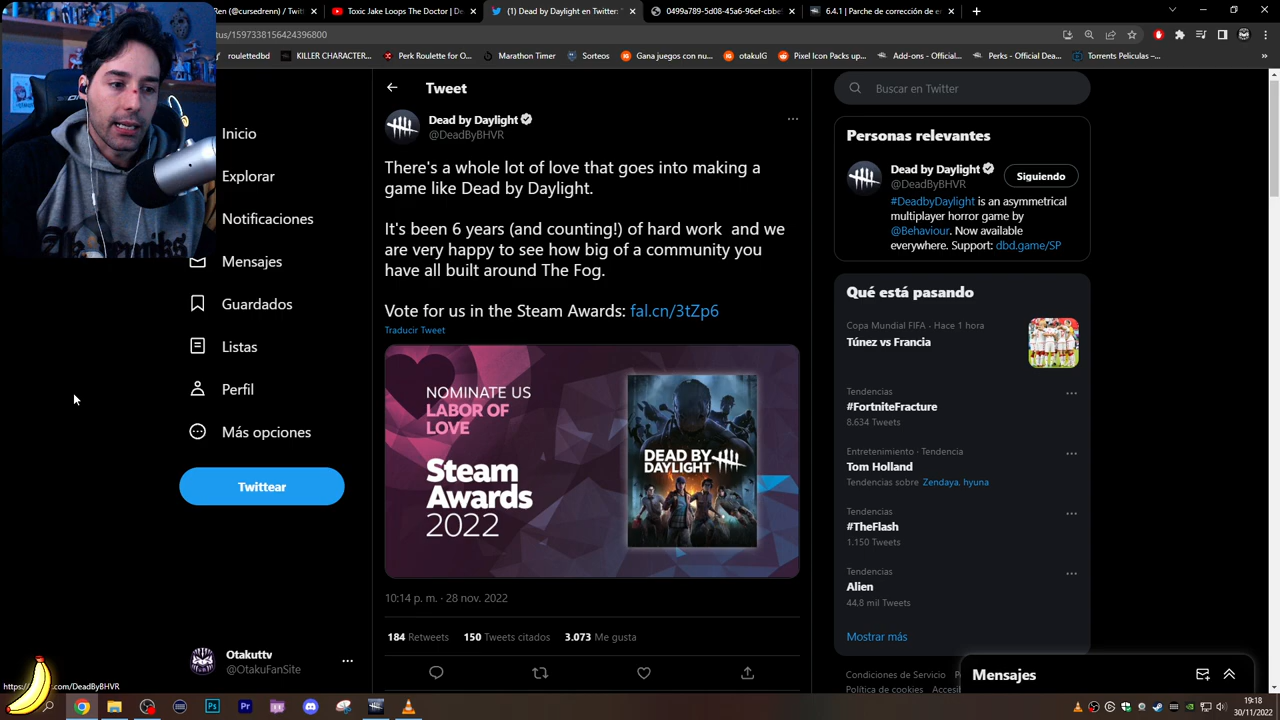 Ren (cursedren) / Twitt
Toxic Jake Loops The Doctor | De
(1) Dead by Daylight en Twitter: "
0499a789-5d08-45a6-96ef-cbbe
6.4.1 | Parche de corrección de e
tus/1597338156424396800
roulettedbd
KILLER CHARACTER...
Perk Roulette for O...
Marathon Timer
Best Survivors
Gana juegos con nu...
otakuG
Pixel Icon Packs up...
Add-ons - Official...
Perks - Dead by Da...
Torrents Peliculas –...
Inicio
Explorar
Notificaciones
Mensajes
Guardados
Listas
Perfil
Más opciones
Twittear
Otakuttv
@OtakuFanSite
Tweet
Dead by Daylight
@DeadByBHVR
There's a whole lot of love that goes into making a
game like Dead by Daylight.
It's been 6 years (and counting!) of hard work and we
are very happy to see how big of a community you
have all built around The Fog.
Vote for us in the Steam Awards: fal.cn/3tZp6
Traducir Tweet
NOMINATE US
LABOR OF
LOVE
Steam
Awards
2022
DEAD BY
DAYLIGHT
10:14 p. m. · 28 nov. 2022
184 Retweets 150 Tweets citados 3.073 Me gusta
Buscar en Twitter
Personas relevantes
Dead by Daylight
@DeadByBHVR
Siguiendo
#DeadbyDaylight is an asymmetrical
multiplayer horror game by
@Behaviour. Now available
everywhere. Support: dbd.game/SP
Qué está pasando
Copa Mundial FIFA · Hace 1 hora
Túnez vs Francia
Tendencias
#FortniteFracture
8.634 Tweets
Entretenimiento · Tendencia
Tom Holland
Tendencias sobre Zendaya, hyuna
Tendencias
#TheFlash
1.150 Tweets
Tendencias
Alien
44,8 mil Tweets
Mostrar más
Condiciones de Servicio
Política de cookies
Mensajes
.com/DeadByBHVR
19:18
30/11/2022